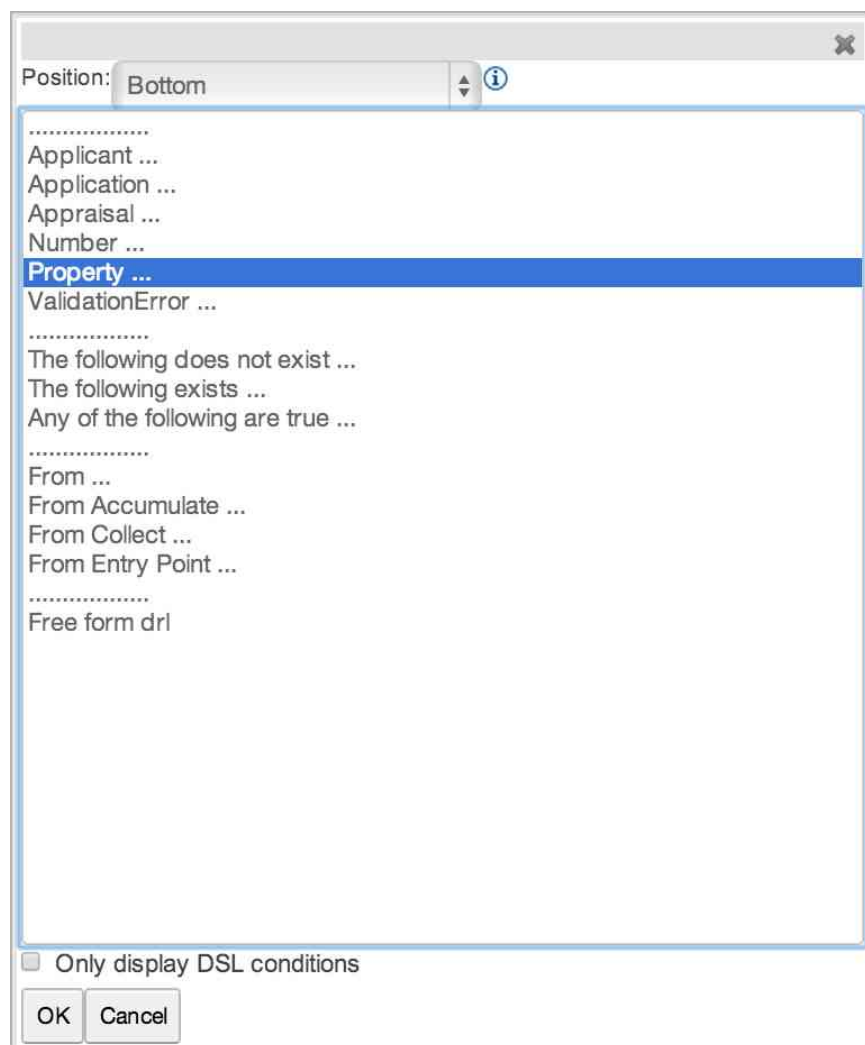 Position: Bottom
..................
Applicant ...
Application ...
Appraisal ...
Number ...
Property ...
ValidationError ...
..................
The following does not exist ...
The following exists ...
Any of the following are true ...
..................
From ...
From Accumulate ...
From Collect ...
From Entry Point ...
..................
Free form drl
Only display DSL conditions
OK Cancel